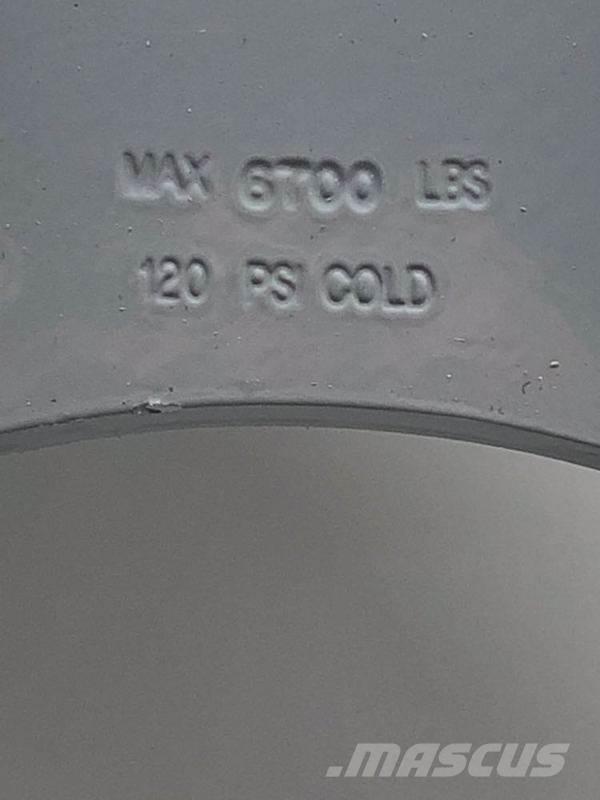 MAX 6700 LBS
120 PSI COLD
.MASCUS